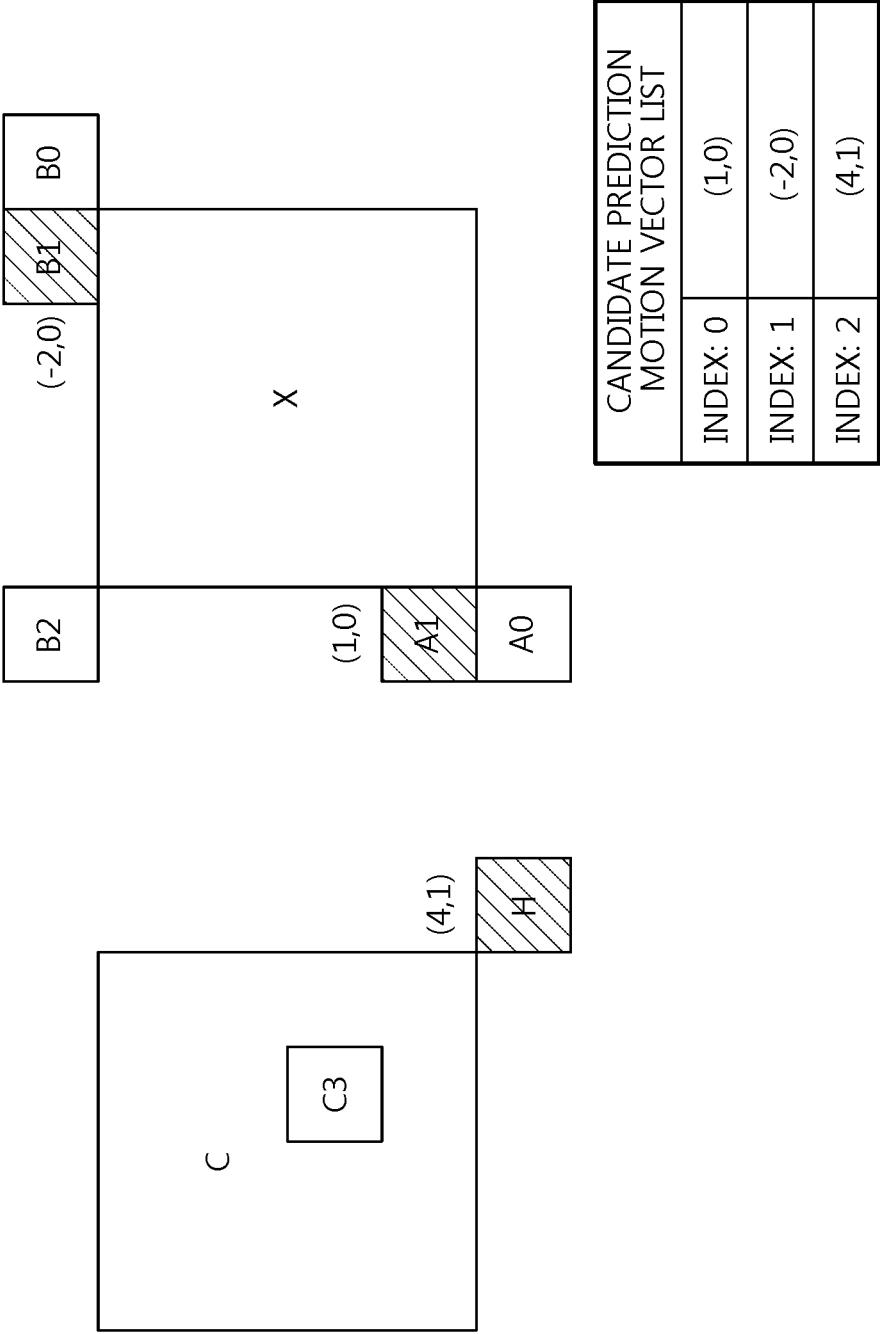 B2
(-2,0)
B1
B0
(1,0)
X
C
C3
(4,1)
A1
H
A0
CANDIDATE PREDICTION
MOTION VECTOR LIST
INDEX: 0 (1,0)
INDEX: 1 (-2,0)
INDEX: 2 (4,1)